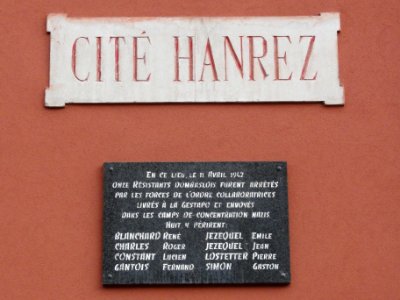 CITÉ HANREZ
EN CE LIEU, LE 11 AVRIL 1942
ONZE RÉSISTANTS DOMBASLOIS FURENT ARRÊTÉS
PAR LES FORCES DE L'ORDRE COLLABORATRICES
LIVRÉS À LA GESTAPO ET ENVOYÉS
DANS LES CAMPS DE CONCENTRATION NAZIS
HUIT Y PÉRIRENT:
BLANCHARD RENÉ JEZEQUEL EMILE
CHARLES ROGER JEZEQUEL JEAN
CONSTANT LUCIEN LOSTETTER PIERRE
GANTOIS FERNAND SIMON GASTON